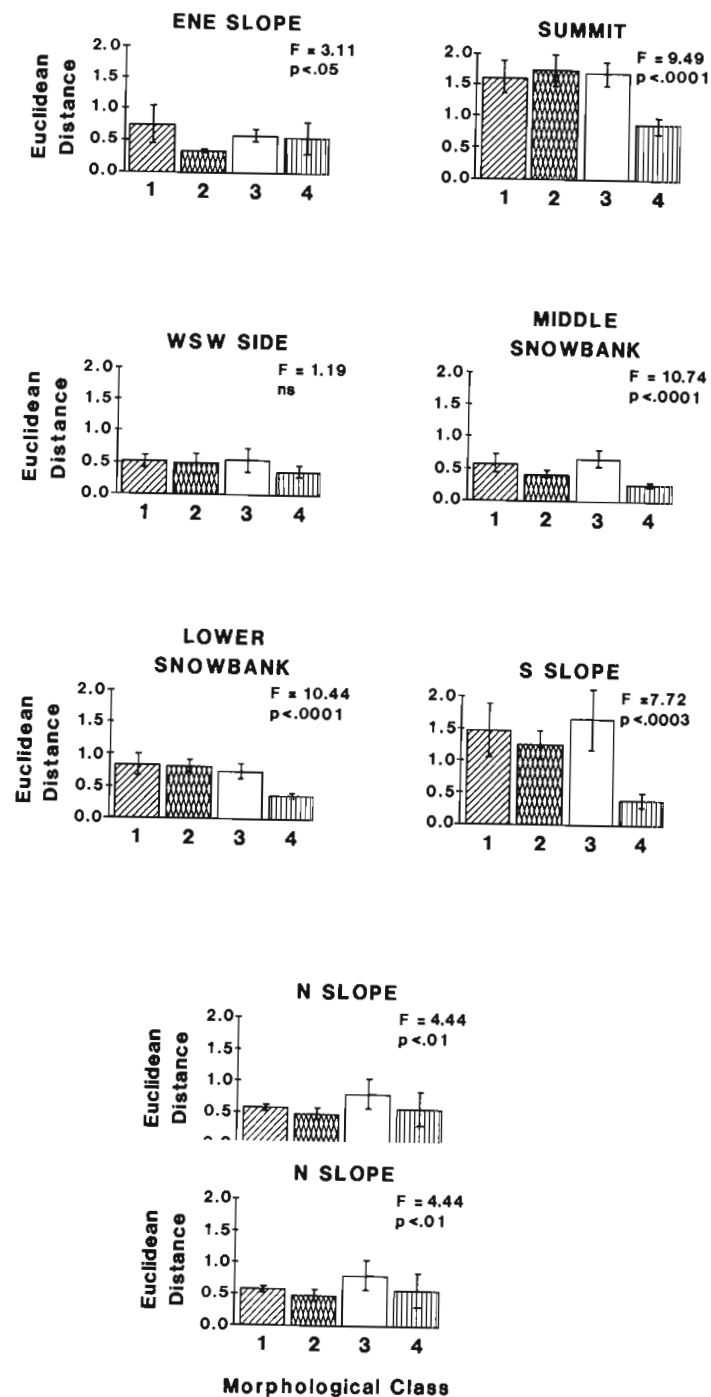 ENE SLOPE
F = 3.11
p<.05
Euclidean
Distance
2.0
1.5
1.0
0.5
0.0
1 2 3 4
SUMMIT
F = 9.49
p<.0001
2.0
1.5
1.0
0.5
0.0
1 2 3 4
WSW SIDE
F = 1.19
ns
Euclidean
Distance
2.0
1.5
1.0
0.5
0.0
1 2 3 4
MIDDLE
SNOWBANK
F = 10.74
p<.0001
2.0
1.5
1.0
0.5
0.0
1 2 3 4
LOWER
SNOWBANK
F = 10.44
p<.0001
Euclidean
Distance
2.0
1.5
1.0
0.5
0.0
1 2 3 4
S SLOPE
F =7.72
p<.0003
2.0
1.5
1.0
0.5
0.0
1 2 3 4
N SLOPE
F = 4.44
p<.01
Euclidean
Distance
2.0
1.5
1.0
0.5
N SLOPE
F = 4.44
p<.01
Euclidean
Distance
2.0
1.5
1.0
0.5
0.0
1 2 3 4
Morphological Class